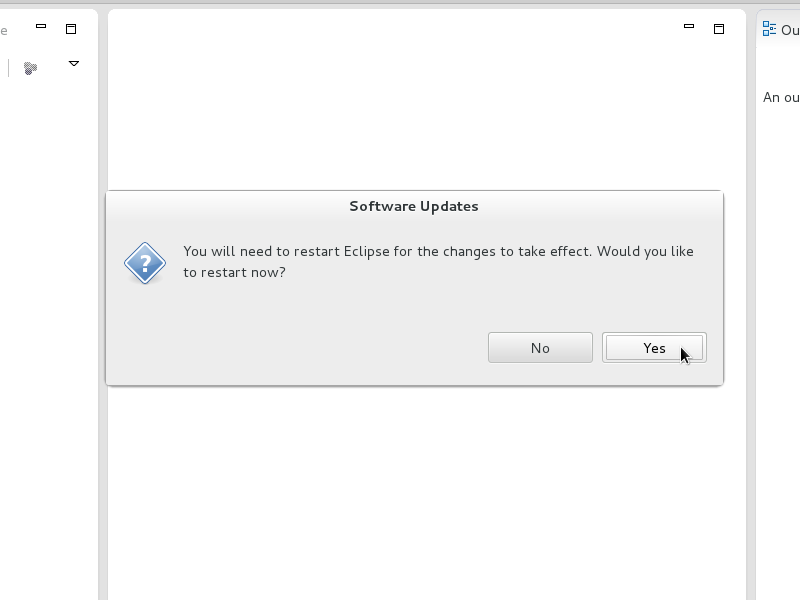 e
Ou
An ou
Software Updates
?
You will need to restart Eclipse for the changes to take effect. Would you like
to restart now?
No
Yes